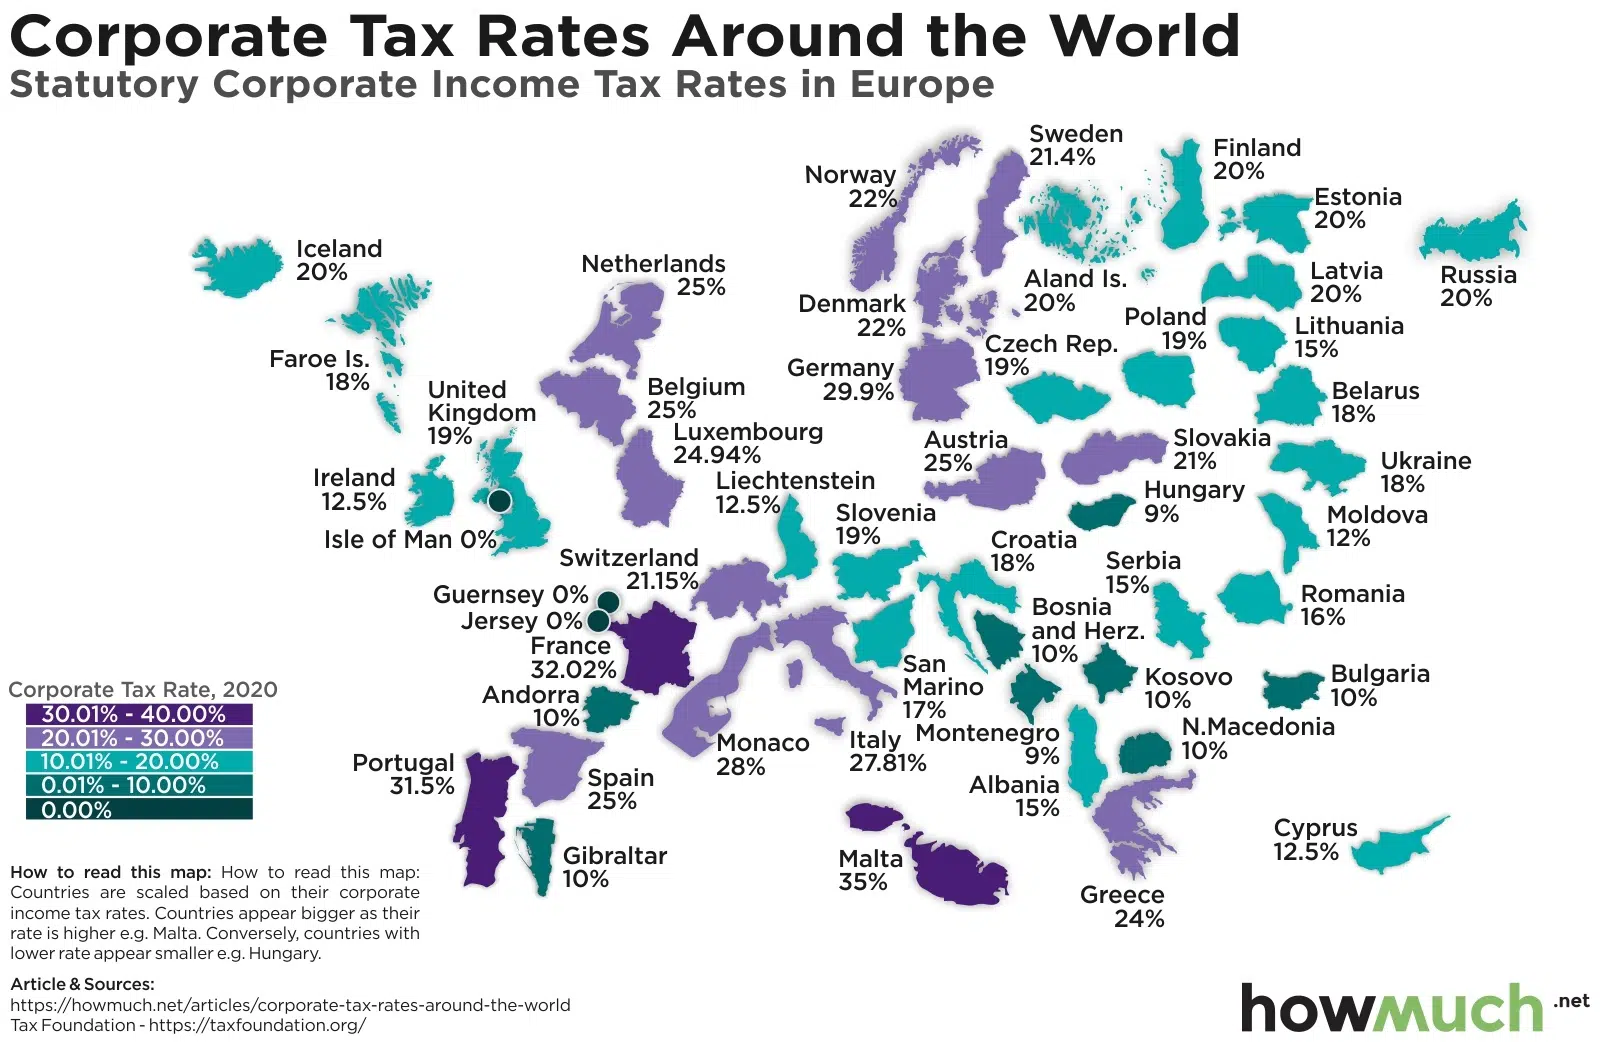 Corporate Tax Rates Around the World
Statutory Corporate Income Tax Rates in Europe
Sweden
21.4%
Finland
20%
Norway
22%
Estonia
20%
Iceland
20%
Netherlands
25%
Latvia
20%
Russia
20%
Aland Is.
20%
Denmark
22%
Poland
19%
Lithuania
15%
Czech Rep.
19%
Faroe Is.
18%
Germany
29.9%
United
Kingdom
19%
Belgium
25%
Belarus
18%
Luxembourg
24.94%
Austria
25%
Slovakia
21%
Ukraine
18%
Ireland
12.5%
Liechtenstein
12.5%
Hungary
9%
Slovenia
19%
Moldova
12%
Isle of Man 0%
Croatia
18%
Switzerland
21.15%
Serbia
15%
Guernsey 0%
Jersey 0%
Romania
16%
Bosnia
and Herz.
10%
France
32.02%
San
Marino
17%
Kosovo
10%
Bulgaria
10%
Andorra
10%
Corporate Tax Rate, 2020
30.01% - 40.00%
20.01% - 30.00%
10.01% - 20.00%
0.01% - 10.00%
0.00%
Montenegro
9%
N.Macedonia
10%
Monaco
28%
Italy
27.81%
Portugal
31.5%
Spain
25%
Albania
15%
Cyprus
12.5%
Gibraltar
10%
Malta
35%
Greece
24%
How to read this map: How to read this map:
Countries are scaled based on their corporate
income tax rates. Countries appear bigger as their
rate is higher e.g. Malta. Conversely, countries with
lower rate appear smaller e.g. Hungary.
Article & Sources:
https://howmuch.net/articles/corporate-tax-rates-around-the-world
Tax Foundation - https://taxfoundation.org/
howmuch.net